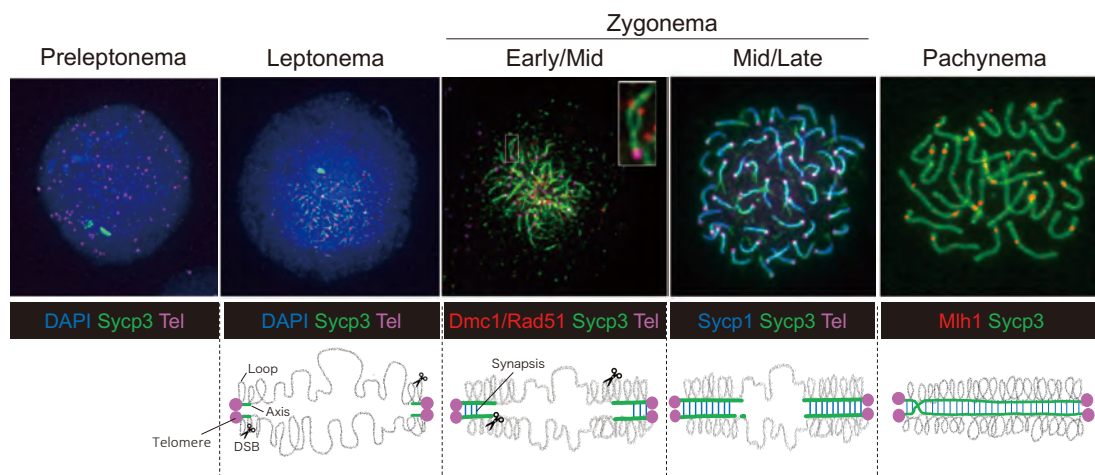 Zygonema
Preleptonema
Leptonema
Early/Mid
Mid/Late
Pachynema
DAPI Sycp3 Tel
DAPI Sycp3 Tel
Dmc1/Rad51 Sycp3 Tel
Sycp1 Sycp3 Tel
Mlh1 Sycp3
Loop
Axis
Telomere
DSB
Synapsis